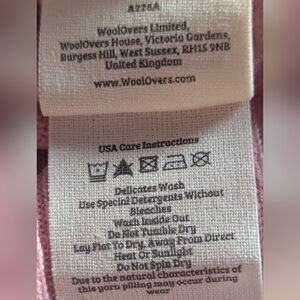 A275A
WoolOvers Limited,
WoolOvers House, Victoria Gardens,
Burgess Hill, West Sussex, RH15 9NB
United Kingdom
www.WoolOvers.com
USA Care Instructions
Delicates Wash
Use Special Detergents Without
Bleaches
Wash Inside Out
Do Not Tumble Dry
Lay Flat To Dry, Away From Direct
Heat Or Sunlight
Do Not Spin Dry
Due to the natural characteristics of
this yarn pilling may occur during
wear